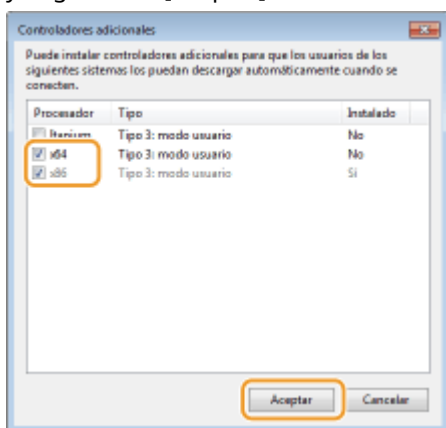 Controladores adicionales
Puede instalar controladores adicionales para que los usuarios de los
siguientes sistemas los puedan descargar automáticamente cuando se
conecten.
Procesador Tipo Instalado
Itanium Tipo 3: modo usuario No
x64 Tipo 3: modo usuario No
x86 Tipo 3: modo usuario Sí
Aceptar Cancelar